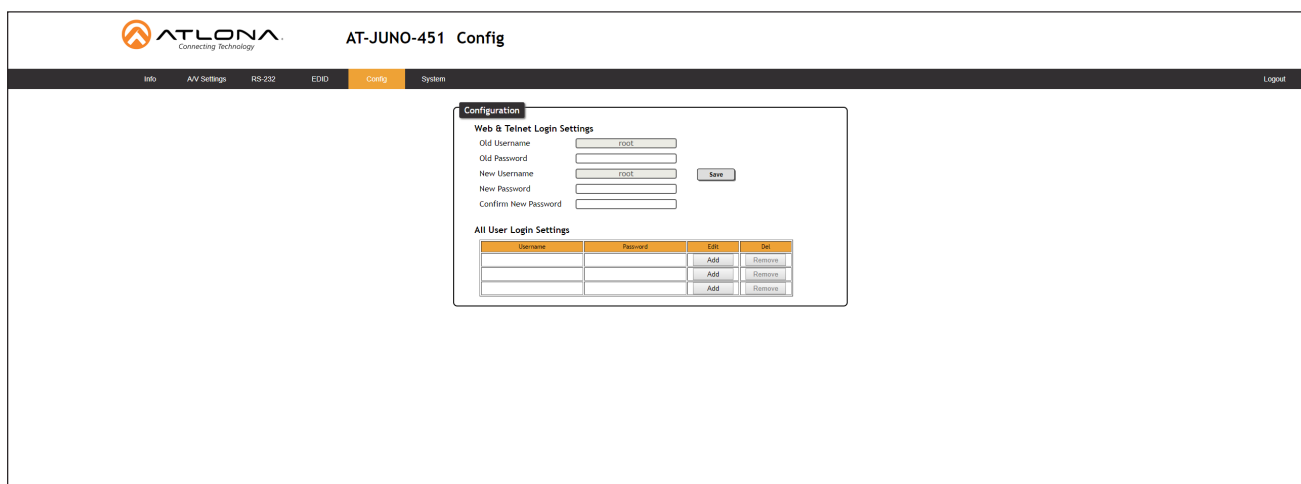 ATLONA.
Connecting Technology
AT-JUNO-451 Config
Info A/V Settings RS-232 EDID Config System Logout
Configuration
Web & Telnet Login Settings
Old Username root
Old Password
New Username root Save
New Password
Confirm New Password
All User Login Settings
Username Password Edit Del
Add Remove
Add Remove
Add Remove